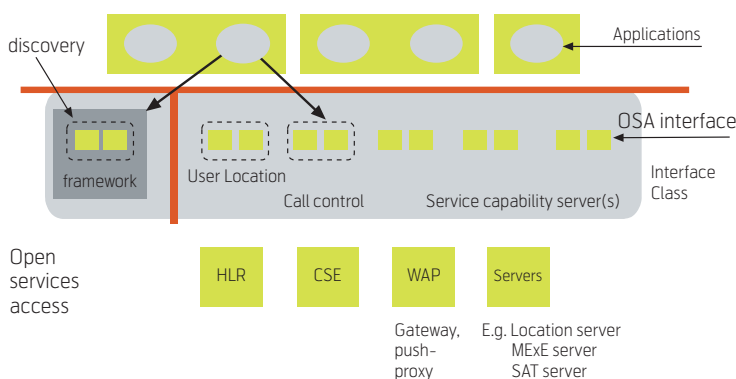 discovery
Applications
OSA interface
framework
User Location
Call control
Service capability server(s)
Interface
Class
Open
services
access
HLR
CSE
WAP
Servers
Gateway,
push-
proxy
E.g. Location server
MExE server
SAT server